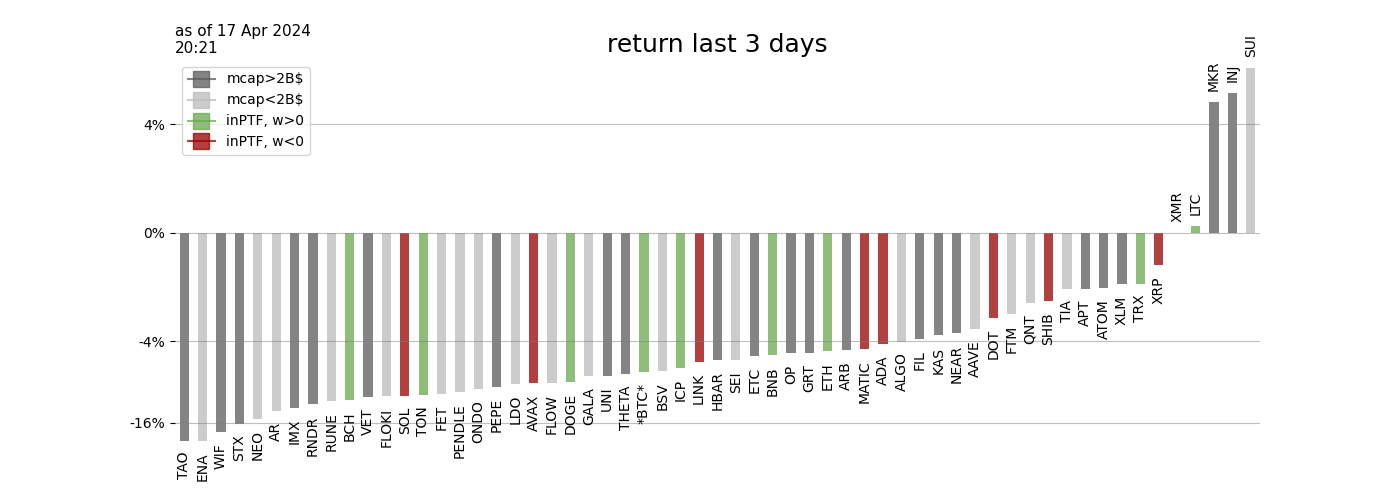 as of 17 Apr 2024
20:21
return last 3 days
mcap>2B$
mcap<2B$
inPTF, w>0
inPTF, w<0
4%
0%
-4%
-16%
TAO
ENA
WIF
STX
NEO
AR
IMX
RNDR
RUNE
BCH
VET
FLOKI
SOL
TON
FET
PENDLE
ONDO
PEPE
LDO
AVAX
FLOW
DOGE
GALA
UNI
THETA
*BTC*
BSV
ICP
LINK
HBAR
SEI
ETC
BNB
OP
GRT
ETH
ARB
MATIC
ADA
ALGO
FIL
KAS
NEAR
AAVE
DOT
FTM
QNT
SHIB
TIA
APT
ATOM
XLM
TRX
XRP
XMR
LTC
MKR
INJ
SUI